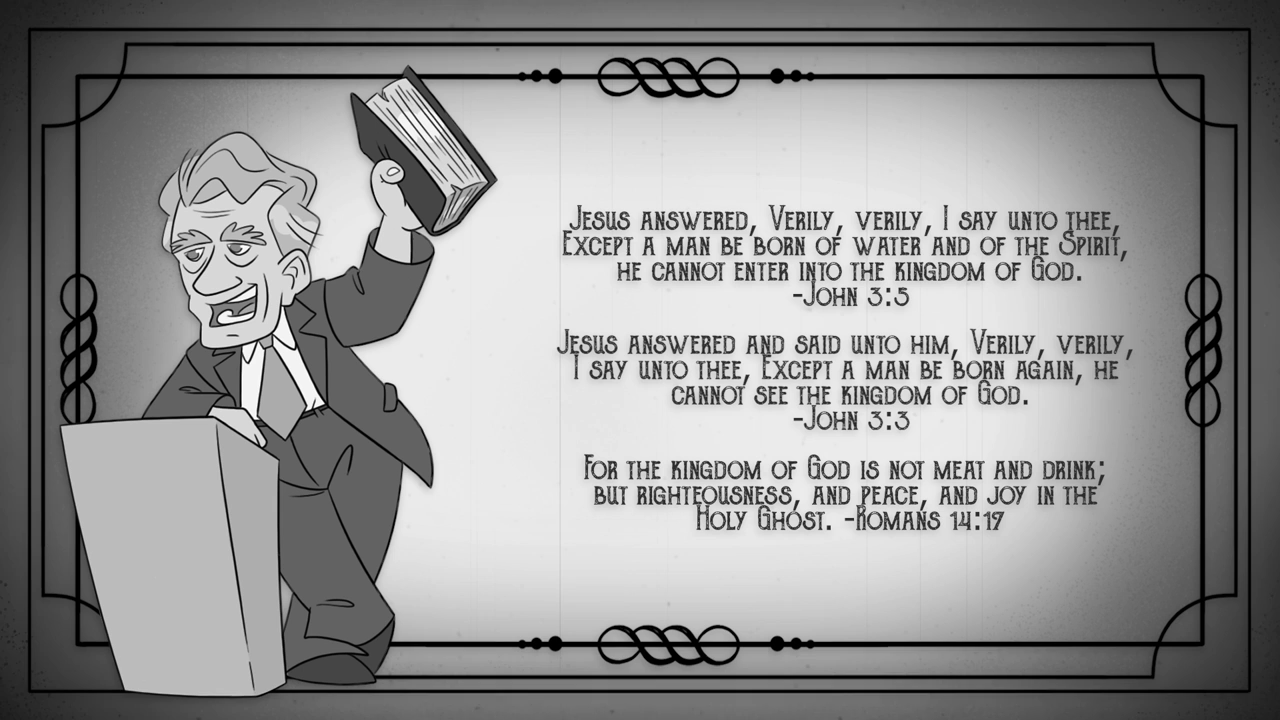 Jesus answered, Verily, verily, I say unto thee,
Except a man be born of water and of the Spirit,
he cannot enter into the kingdom of God.
-John 3:5
Jesus answered and said unto him, Verily, verily,
I say unto thee, Except a man be born again, he
cannot see the kingdom of God.
-John 3:3
For the kingdom of God is not meat and drink;
but righteousness, and peace, and joy in the
Holy Ghost. -Romans 14:17